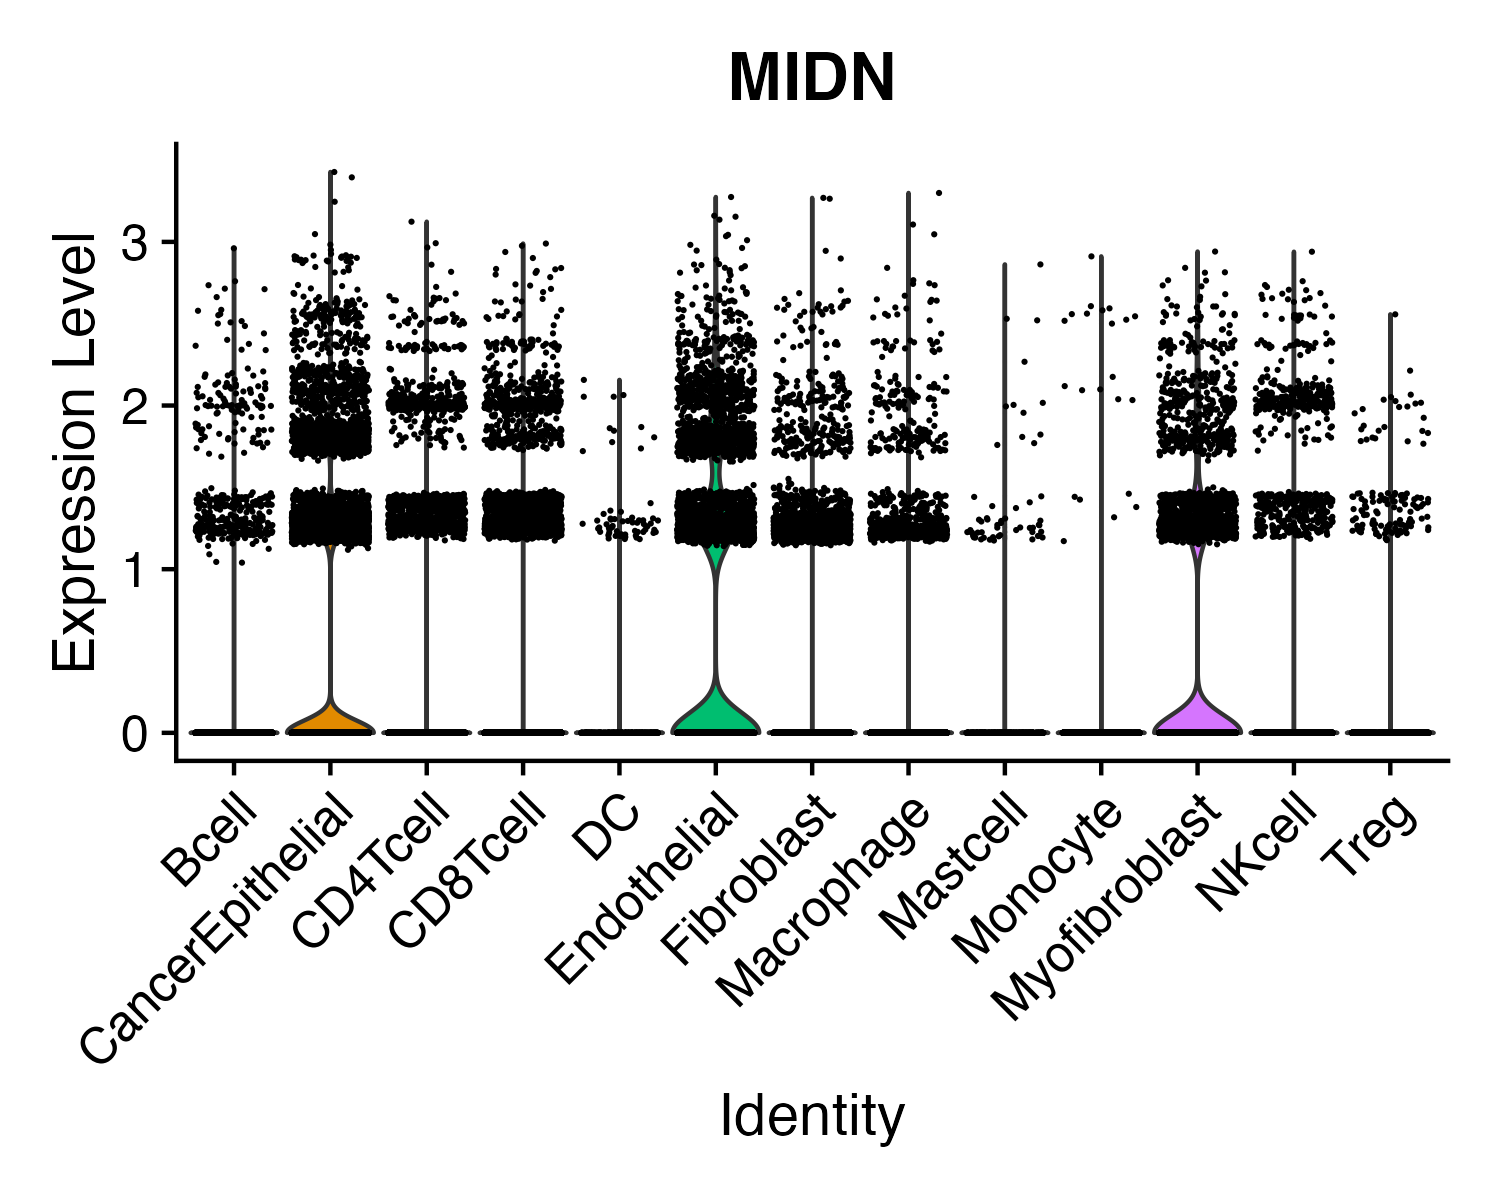 MIDN
Expression Level
3
2
1
0
Bcell
CancerEpithelial
CD4Tcell
CD8Tcell
DC
Endothelial
Fibroblast
Macrophage
Mastcell
Monocyte
Myofibroblast
NKcell
Treg
Identity